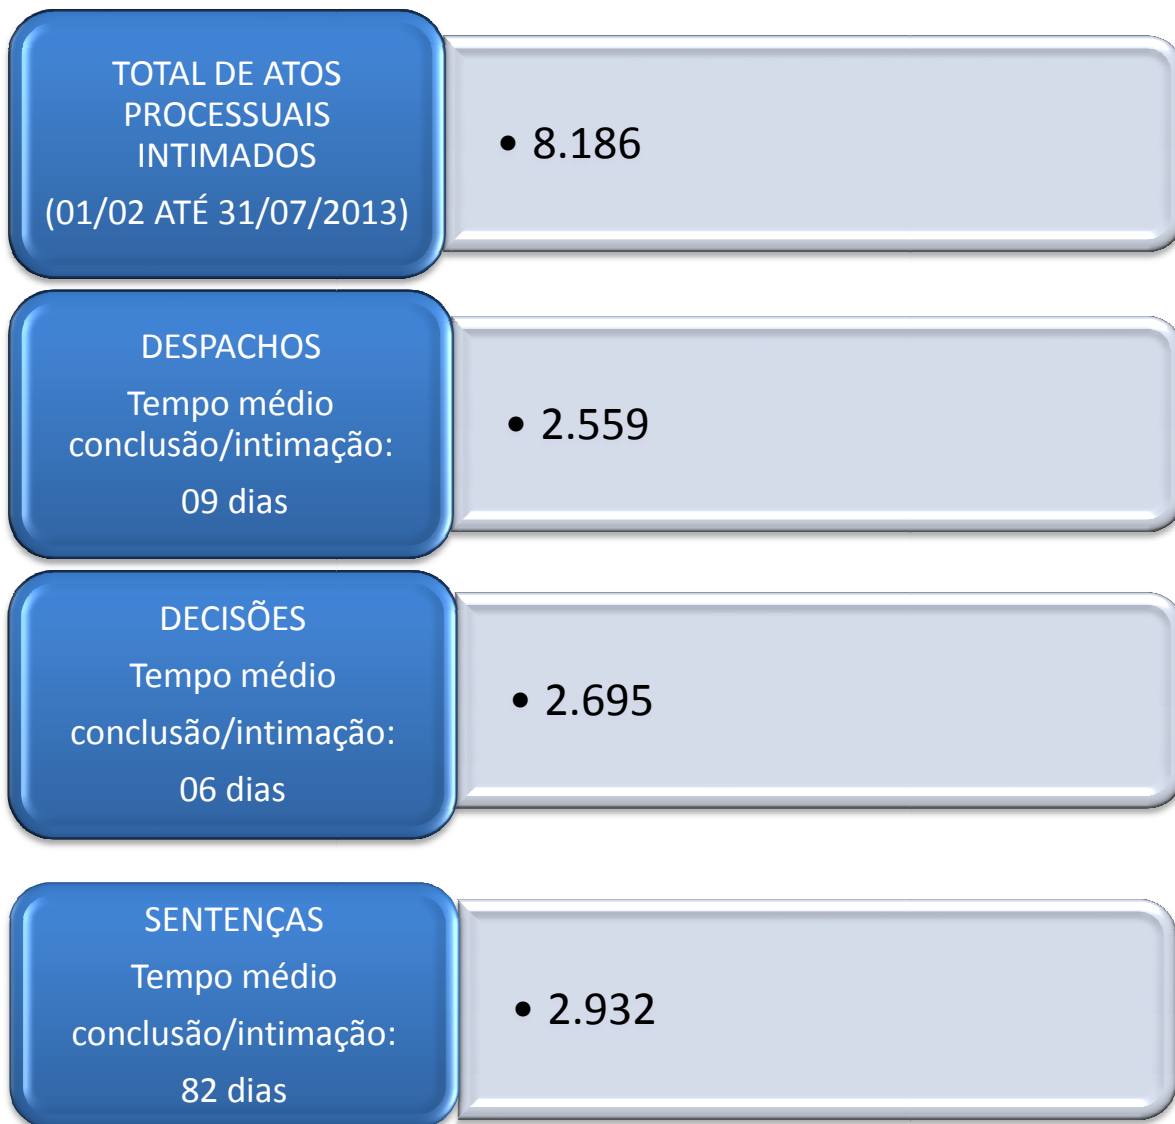 TOTAL DE ATOS
PROCESSUAIS
INTIMADOS
(01/02 ATÉ 31/07/2013)
• 8.186
DESPACHOS
Tempo médio
conclusão/intimação:
09 dias
• 2.559
DECISÕES
Tempo médio
conclusão/intimação:
06 dias
• 2.695
SENTENÇAS
Tempo médio
conclusão/intimação:
82 dias
• 2.932